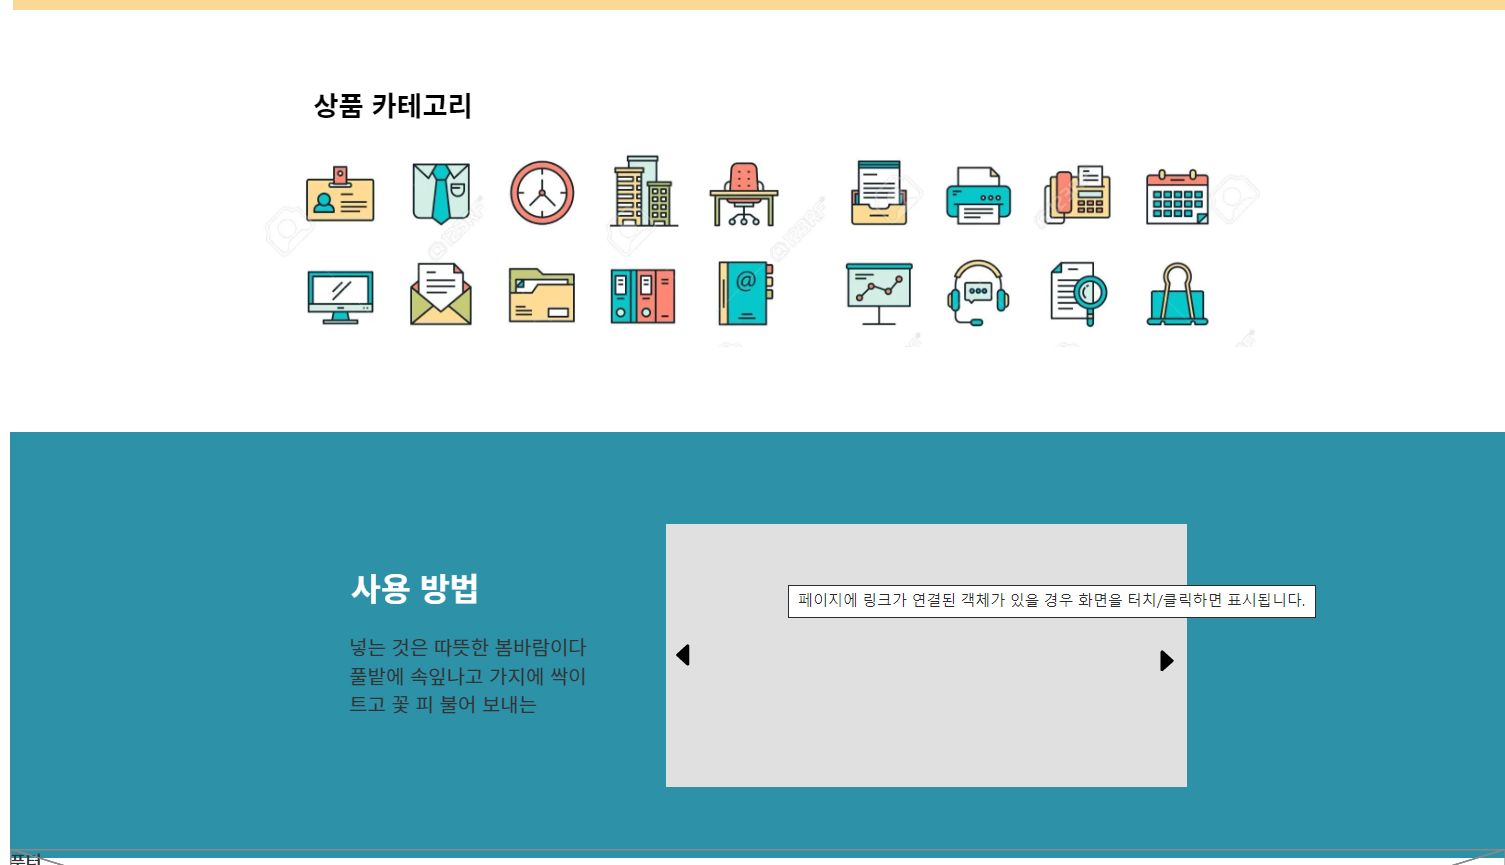 상품 카테고리
@
사용 방법
넣는 것은 따뜻한 봄바람이다
풀밭에 속잎나고 가지에 싹이
트고 꽃 피 불어 보내는
페이지에 링크가 연결된 객체가 있을 경우 화면을 터치/클릭하면 표시됩니다.
푸터